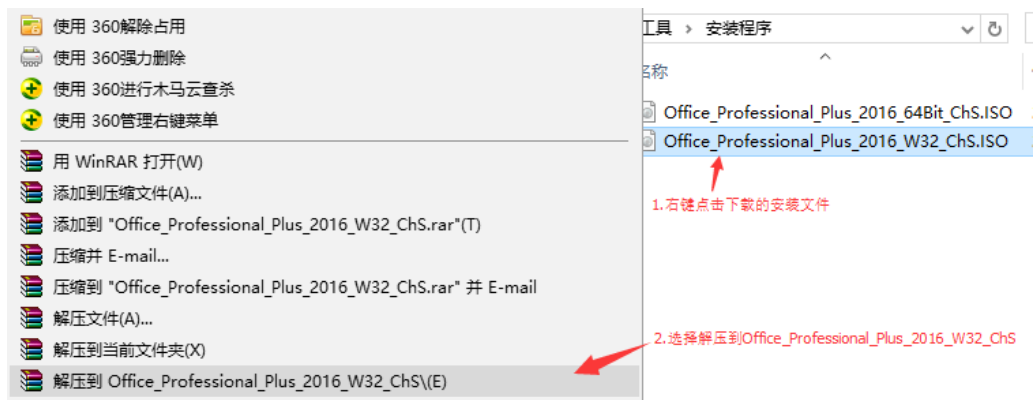 使用 360解除占用
使用 360强力删除
使用 360进行木马云查杀
使用 360管理右键菜单
用 WinRAR 打开(W)
添加到压缩文件(A)...
添加到 "Office_Professional_Plus_2016_W32_ChS.rar"(T)
压缩并 E-mail...
压缩到 "Office_Professional_Plus_2016_W32_ChS.rar" 并 E-mail
解压文件(A)...
解压到当前文件夹(X)
解压到 Office_Professional_Plus_2016_W32_ChS\(E)
工具 › 安装程序
名称
Office_Professional_Plus_2016_64Bit_ChS.ISO
Office_Professional_Plus_2016_W32_ChS.ISO
1.右键点击下载的安装文件
2.选择解压到Office_Professional_Plus_2016_W32_ChS